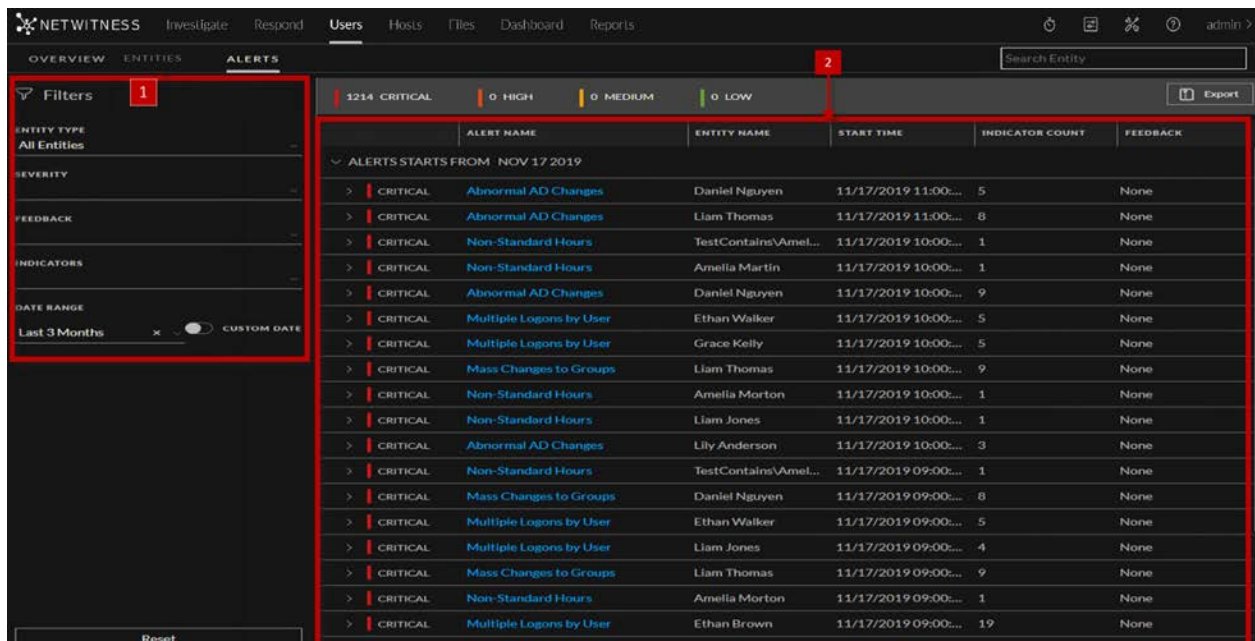 NETWITNESS Investigate Respond Users Hosts Files Dashboard Reports admin >
OVERVIEW ENTITIES ALERTS Search Entity
2
Filters 1
1214 CRITICAL 0 HIGH 0 MEDIUM 0 LOW Export
ENTITY TYPE
All Entities
SEVERITY
FEEDBACK
INDICATORS
DATE RANGE
Last 3 Months × CUSTOM DATE
ALERT NAME ENTITY NAME START TIME INDICATOR COUNT FEEDBACK
ALERTS STARTS FROM NOV 17 2019
> CRITICAL Abnormal AD Changes Daniel Nguyen 11/17/2019 11:00:... 5 None
> CRITICAL Abnormal AD Changes Liam Thomas 11/17/2019 11:00:... 8 None
> CRITICAL Non-Standard Hours TestContains\Amel... 11/17/2019 10:00:... 1 None
> CRITICAL Non-Standard Hours Amelia Martin 11/17/2019 10:00:... 1 None
> CRITICAL Abnormal AD Changes Daniel Nguyen 11/17/2019 10:00:... 9 None
> CRITICAL Multiple Logons by User Ethan Walker 11/17/2019 10:00:... 5 None
> CRITICAL Multiple Logons by User Grace Kelly 11/17/2019 10:00:... 5 None
> CRITICAL Mass Changes to Groups Liam Thomas 11/17/2019 10:00:... 9 None
> CRITICAL Non-Standard Hours Amelia Morton 11/17/2019 10:00:... 1 None
> CRITICAL Non-Standard Hours Liam Jones 11/17/2019 10:00:... 1 None
> CRITICAL Abnormal AD Changes Lily Anderson 11/17/2019 10:00:... 3 None
> CRITICAL Non-Standard Hours TestContains\Amel... 11/17/2019 09:00:... 1 None
> CRITICAL Mass Changes to Groups Daniel Nguyen 11/17/2019 09:00:... 8 None
> CRITICAL Multiple Logons by User Ethan Walker 11/17/2019 09:00:... 5 None
> CRITICAL Multiple Logons by User Liam Jones 11/17/2019 09:00:... 4 None
> CRITICAL Mass Changes to Groups Liam Thomas 11/17/2019 09:00:... 9 None
> CRITICAL Non-Standard Hours Amelia Morton 11/17/2019 09:00:... 1 None
> CRITICAL Multiple Logons by User Ethan Brown 11/17/2019 09:00:... 19 None
Reset